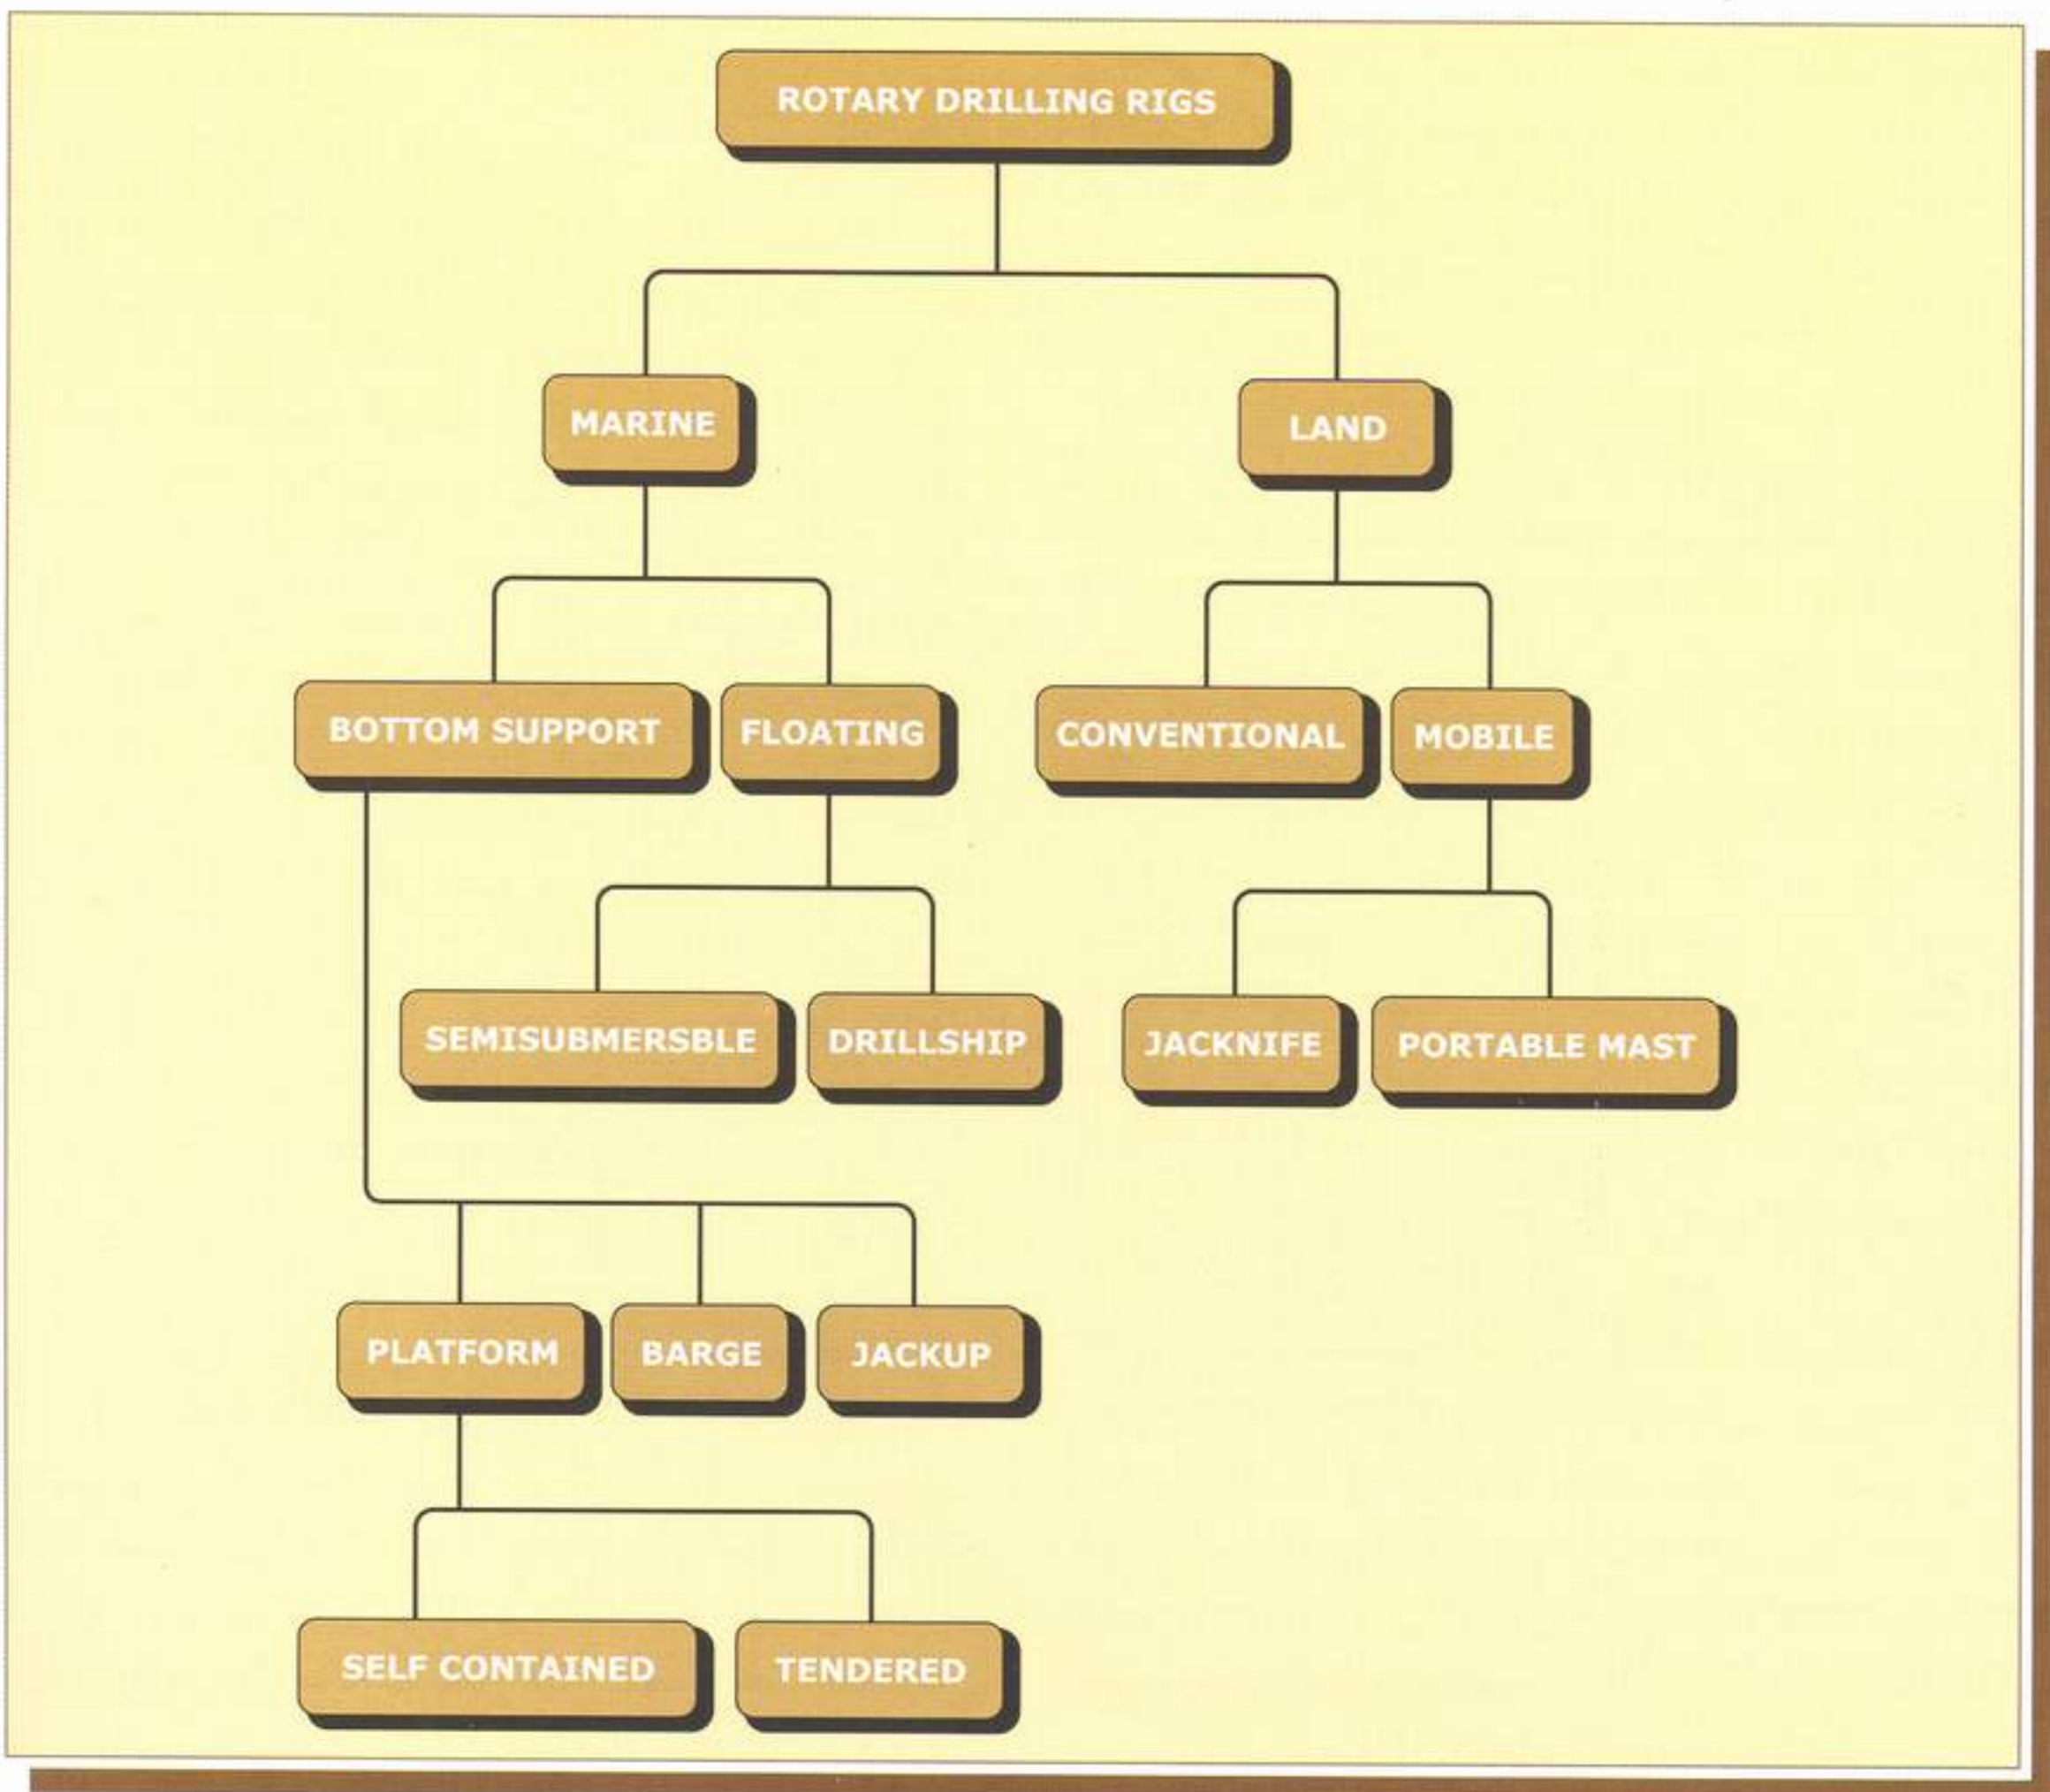 ROTARY DRILLING RIGS
MARINE
LAND
BOTTOM SUPPORT
FLOATING
CONVENTIONAL
MOBILE
SEMISUBMERSBLE
DRILLSHIP
JACKNIFE
PORTABLE MAST
PLATFORM
BARGE
JACKUP
SELF CONTAINED
TENDERED